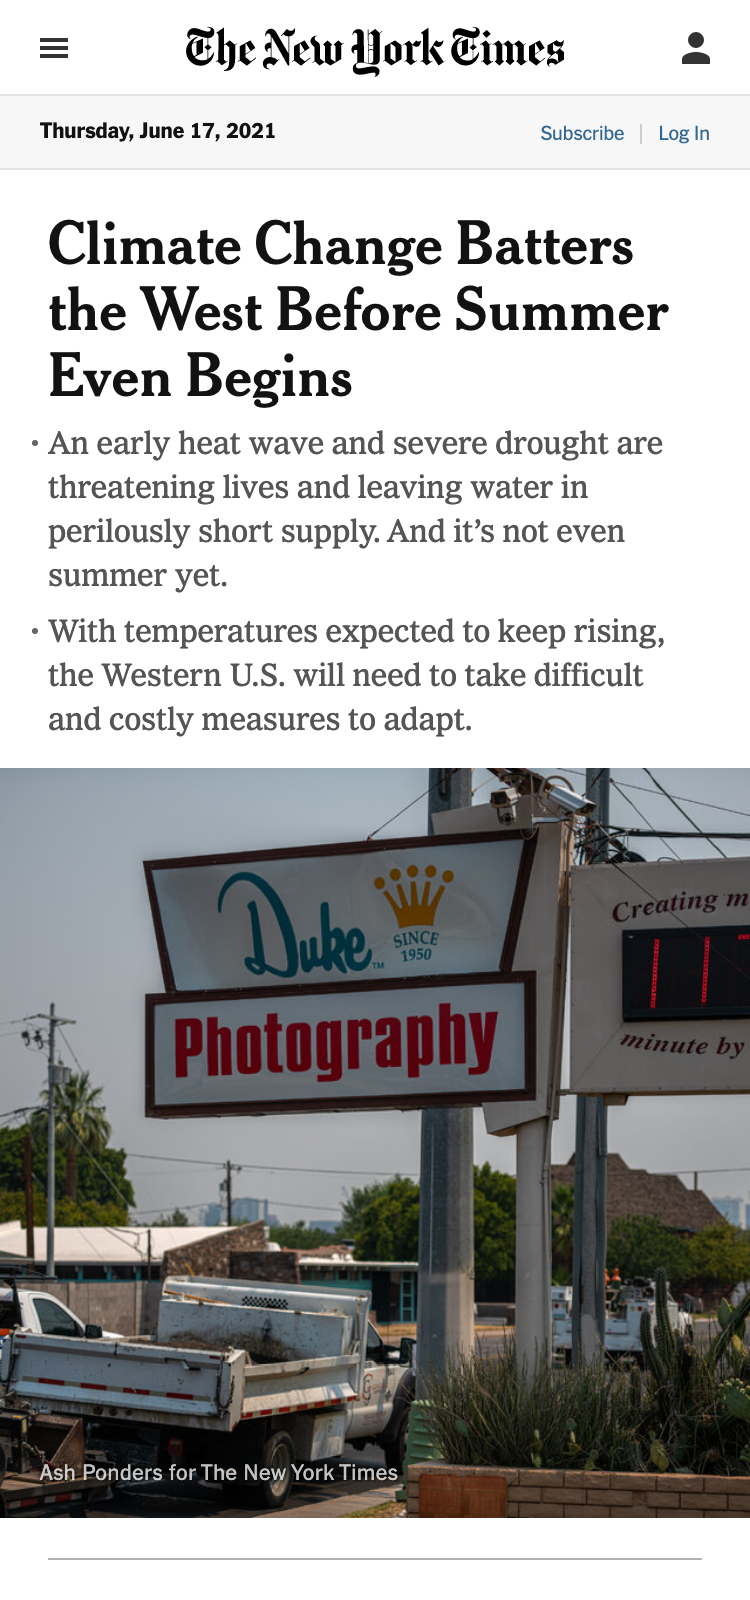 The New York Times
Thursday, June 17, 2021
Subscribe | Log In
Climate Change Batters
the West Before Summer
Even Begins
• An early heat wave and severe drought are
threatening lives and leaving water in
perilously short supply. And it’s not even
summer yet.
• With temperatures expected to keep rising,
the Western U.S. will need to take difficult
and costly measures to adapt.
Duke
SINCE
1950
TM
Photography
Creating m
11
minute by
Ash Ponders for The New York Times